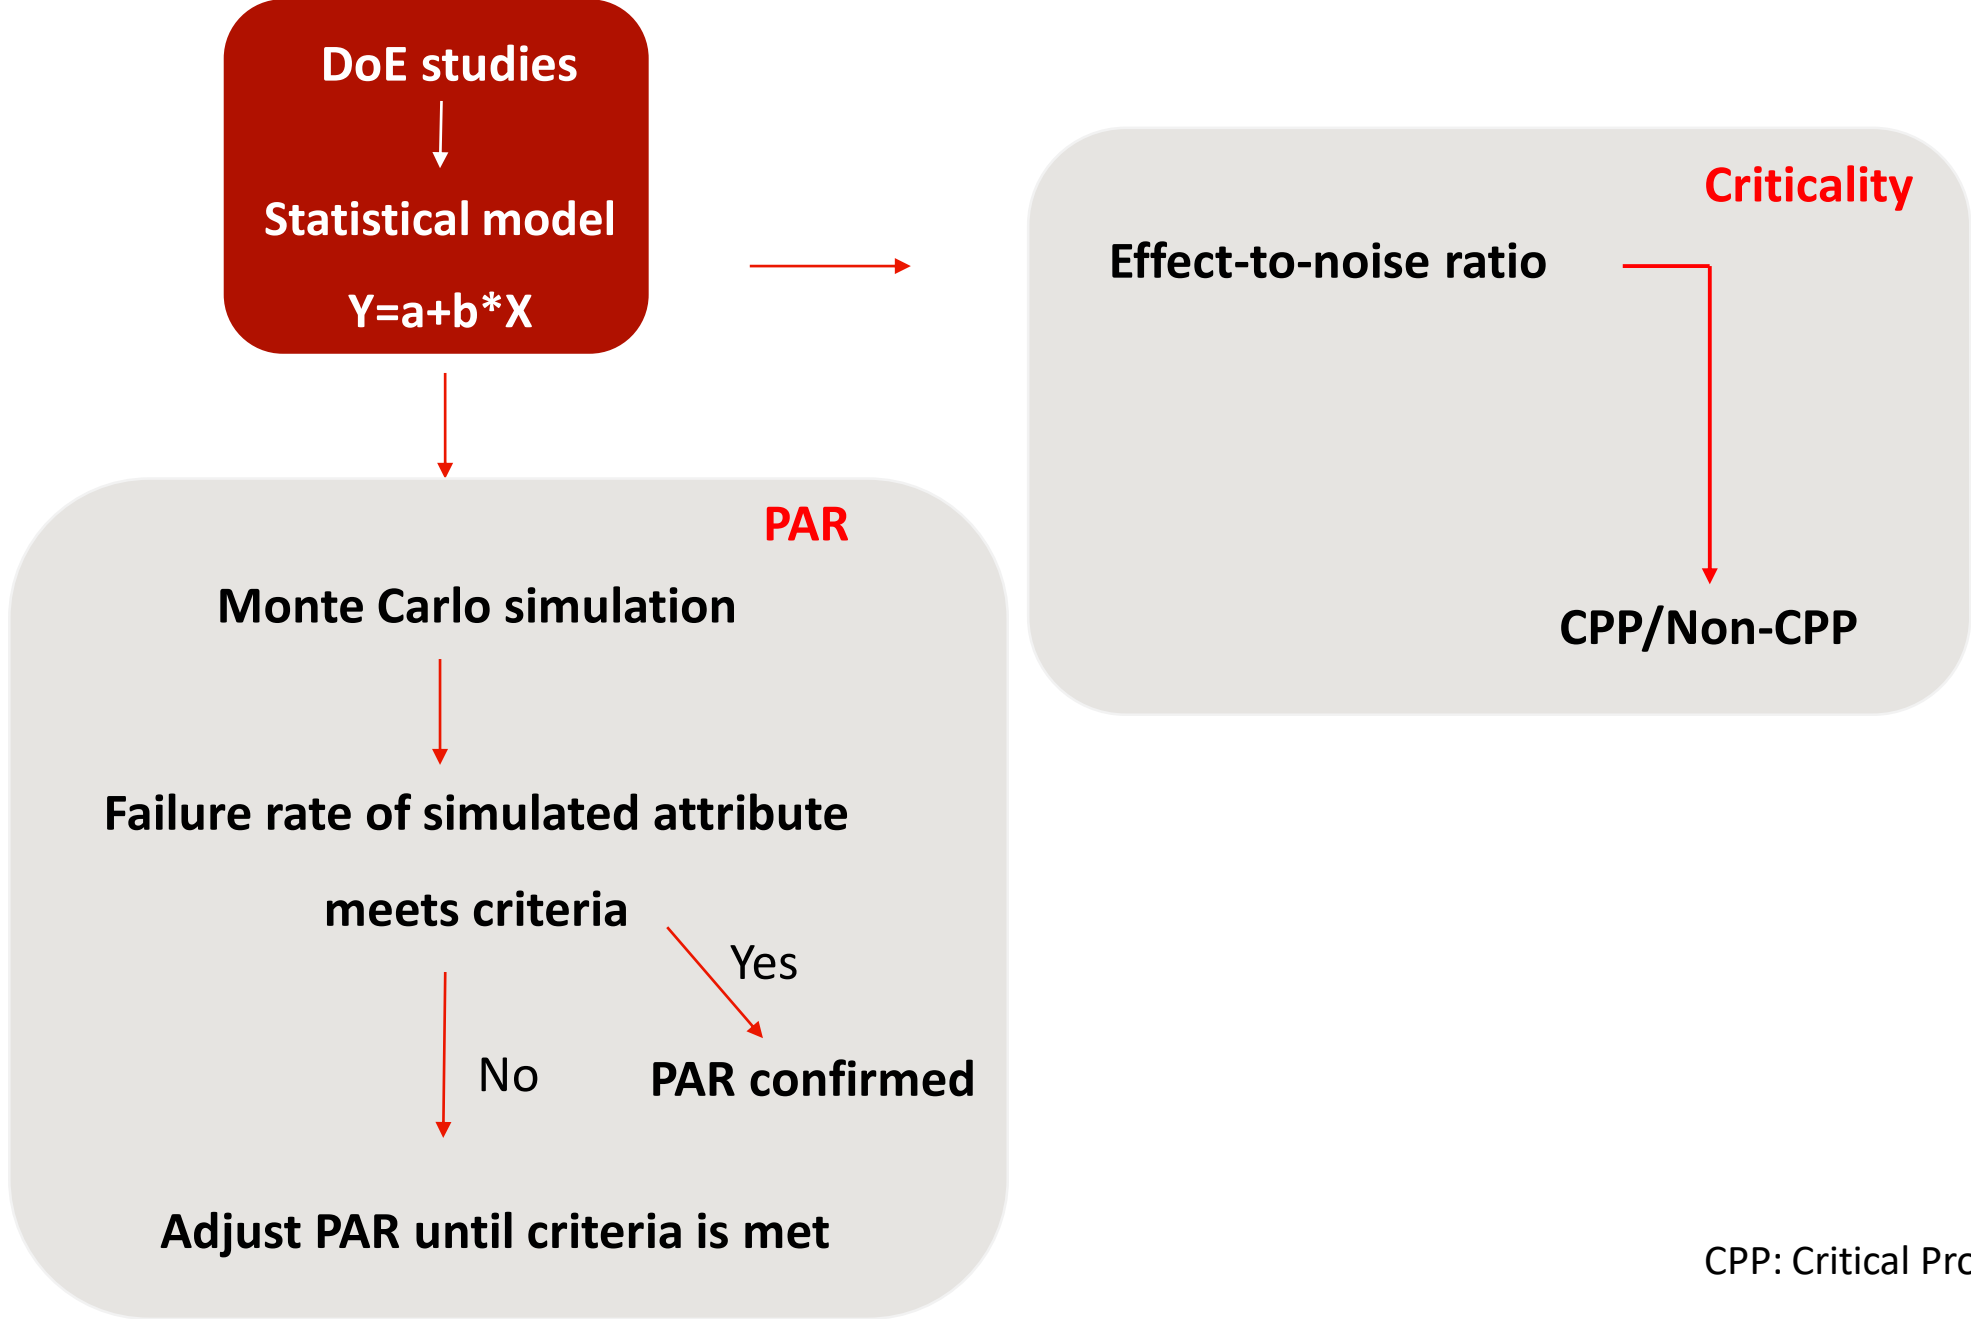 DoE studies
Statistical model
Y=a+b*X
Criticality
Effect-to-noise ratio
CPP/Non-CPP
PAR
Monte Carlo simulation
Failure rate of simulated attribute
meets criteria
Yes
No
PAR confirmed
Adjust PAR until criteria is met
CPP: Critical